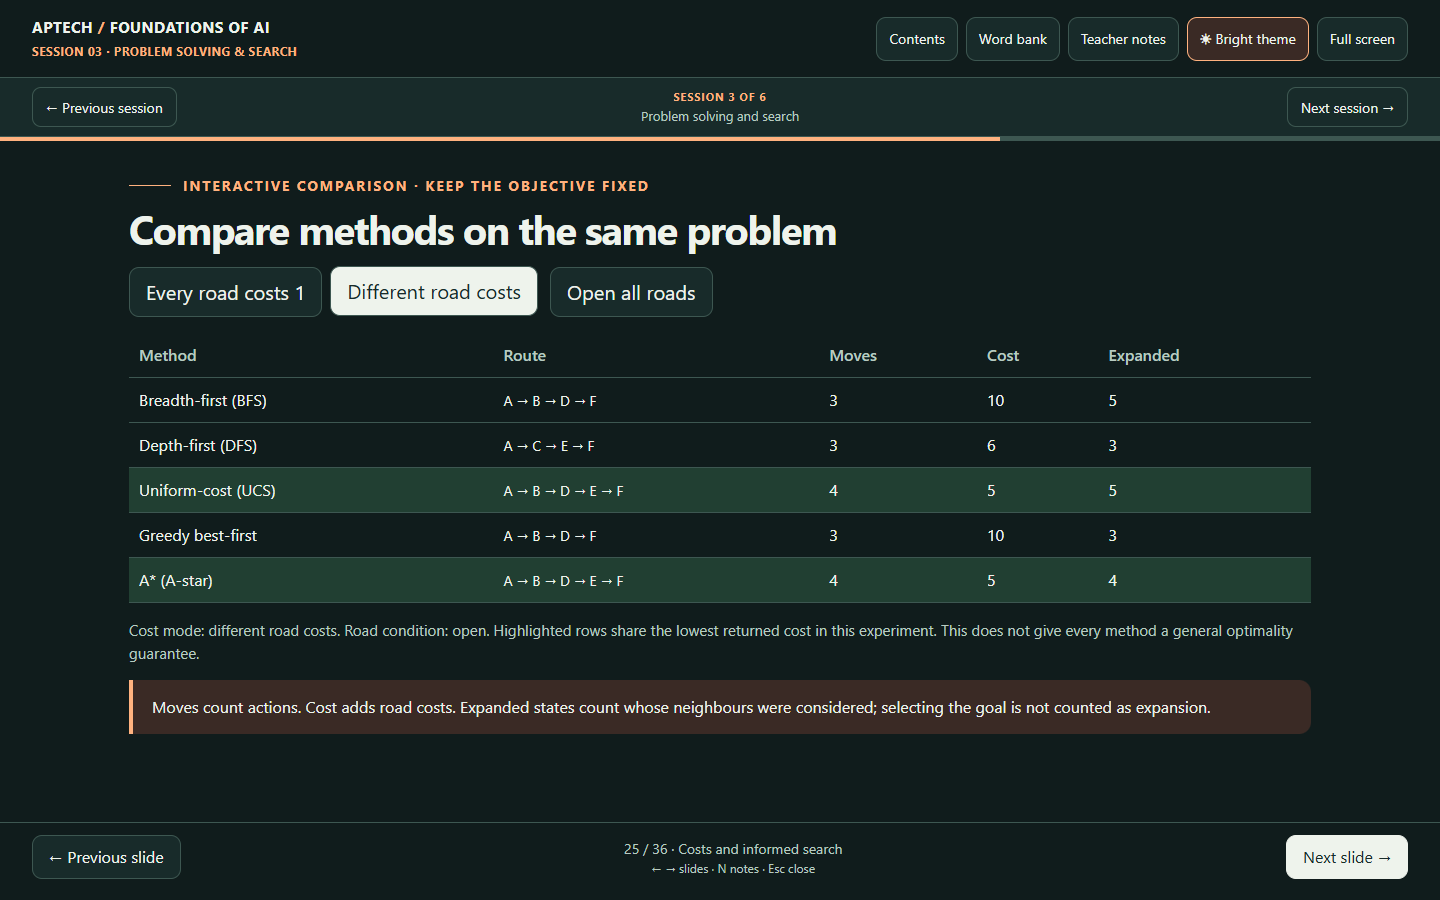 APTECH / FOUNDATIONS OF AI
SESSION 03 · PROBLEM SOLVING & SEARCH
Contents
Word bank
Teacher notes
☀ Bright theme
Full screen
← Previous session
SESSION 3 OF 6
Problem solving and search
Next session →
INTERACTIVE COMPARISON · KEEP THE OBJECTIVE FIXED
Compare methods on the same problem
Every road costs 1
Different road costs
Open all roads
Method Route Moves Cost Expanded
Breadth-first (BFS) A → B → D → F 3 10 5
Depth-first (DFS) A → C → E → F 3 6 3
Uniform-cost (UCS) A → B → D → E → F 4 5 5
Greedy best-first A → B → D → F 3 10 3
A* (A-star) A → B → D → E → F 4 5 4
Cost mode: different road costs. Road condition: open. Highlighted rows share the lowest returned cost in this experiment. This does not give every method a general optimality
guarantee.
Moves count actions. Cost adds road costs. Expanded states count whose neighbours were considered; selecting the goal is not counted as expansion.
← Previous slide
25 / 36 · Costs and informed search
← → slides · N notes · Esc close
Next slide →